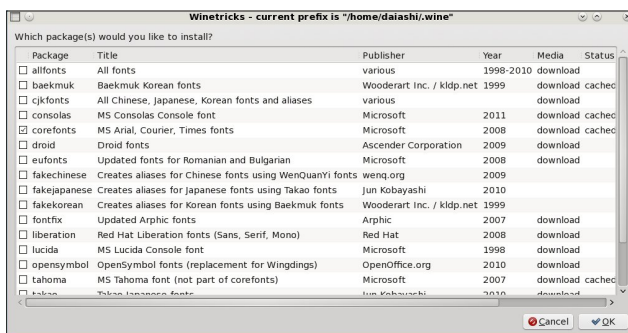 Winetricks - current prefix is "/home/daiashi/.wine"
Which package(s) would you like to install?
Package Title Publisher Year Media Status
allfonts All fonts various 1998-2010 download
baekmuk Baekmuk Korean fonts Wooderart Inc. / kldp.net 1999 download cached
cjkfonts All Chinese, Japanese, Korean fonts and aliases various download
consolas MS Consolas Console font Microsoft 2011 download cached
corefonts MS Arial, Courier, Times fonts Microsoft 2008 download cached
droid Droid fonts Ascender Corporation 2009 download
eufonts Updated fonts for Romanian and Bulgarian Microsoft 2008 download
fakechinese Creates aliases for Chinese fonts using WenQuanYi fonts wenq.org 2009
fakejapanese Creates aliases for Japanese fonts using Takao fonts Jun Kobayashi 2010
fakekorean Creates aliases for Korean fonts using Baekmuk fonts Wooderart Inc. / kldp.net 1999
fontfix Updated Arphic fonts Arphic 2007 download
liberation Red Hat Liberation fonts (Sans, Serif, Mono) Red Hat 2008 download
lucida MS Lucida Console font Microsoft 1998 download
opensymbol OpenSymbol fonts (replacement for Wingdings) OpenOffice.org 2010 download
tahoma MS Tahoma font (not part of corefonts) Microsoft 2007 download cached
takao Takao Japanese fonts Jun Kobayashi 2010 download
Cancel OK